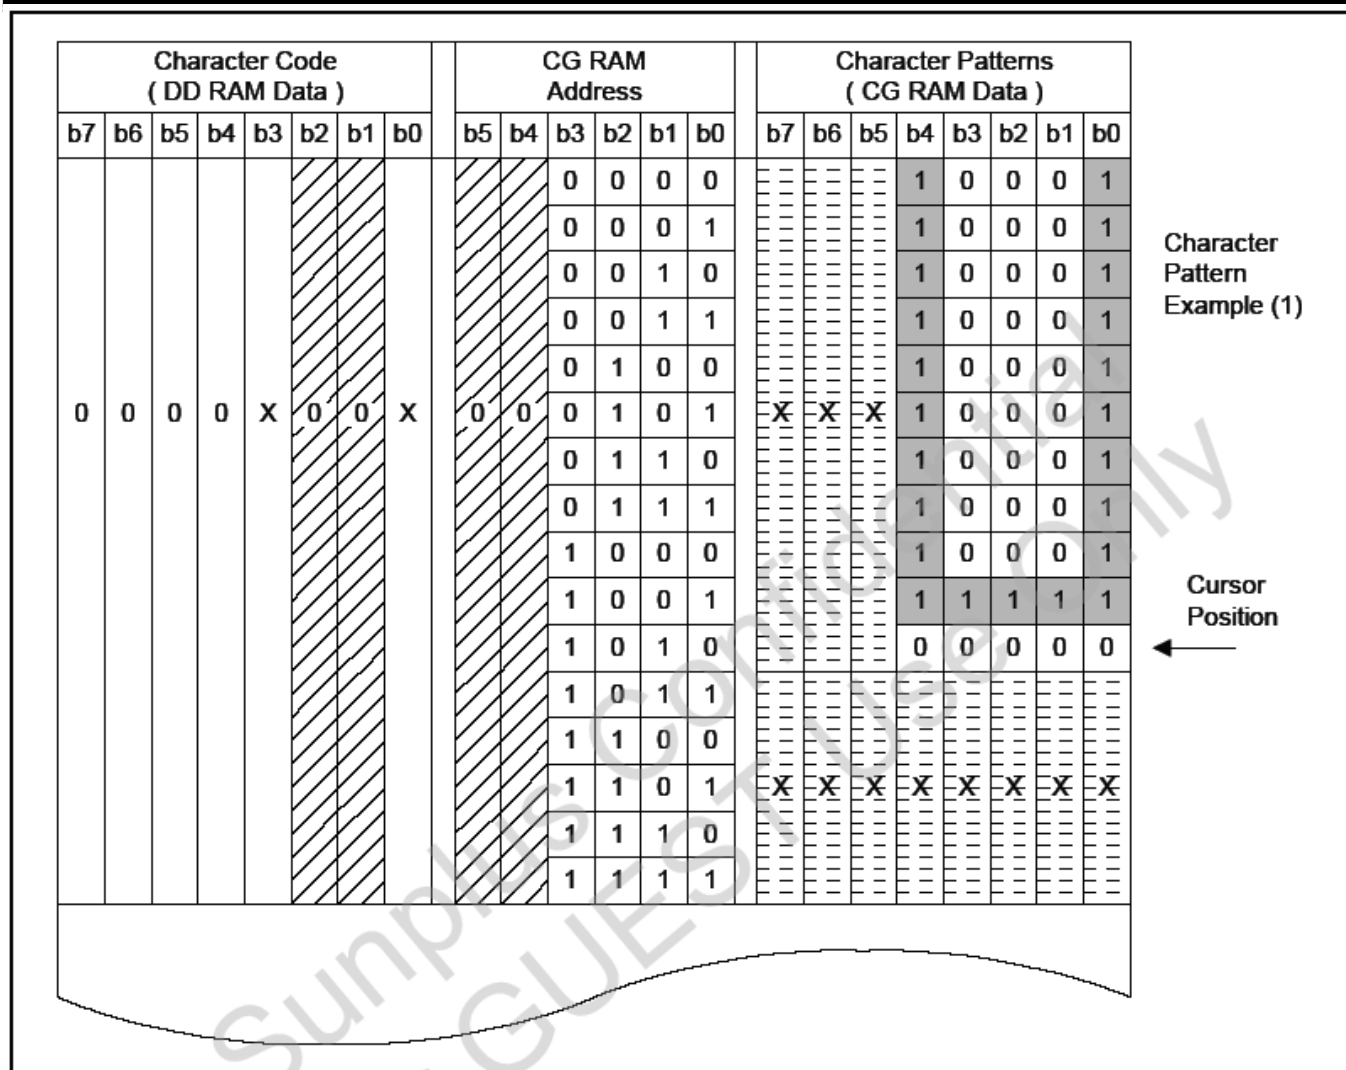 Character Code CG RAM Character Patterns
( DD RAM Data ) Address ( CG RAM Data )
b7 b6 b5 b4 b3 b2 b1 b0 b5 b4 b3 b2 b1 b0 b7 b6 b5 b4 b3 b2 b1 b0
0 0 0 0 1 0 0 0 1
0 0 0 1 1 0 0 0 1
Character
0 0 1 0 1 0 0 0 1
Pattern
Example (1)
0 0 1 1 1 0 0 0 1
0 1 0 0 1 0 0 0 1
0 0 0 0 X 0 0 X 0 0 0 1 0 1 X X X 1 0 0 0 1
0 1 1 0 1 0 0 0 1
0 1 1 1 1 0 0 0 1
1 0 0 0 1 0 0 0 1
Cursor
1 0 0 1 1 1 1 1 1
Position
1 0 1 0 0 0 0 0 0
1 0 1 1
1 1 0 0
1 1 0 1 X X X X X X X X
1 1 1 0
1 1 1 1
Sunplus Confidential
GUEST Use Only